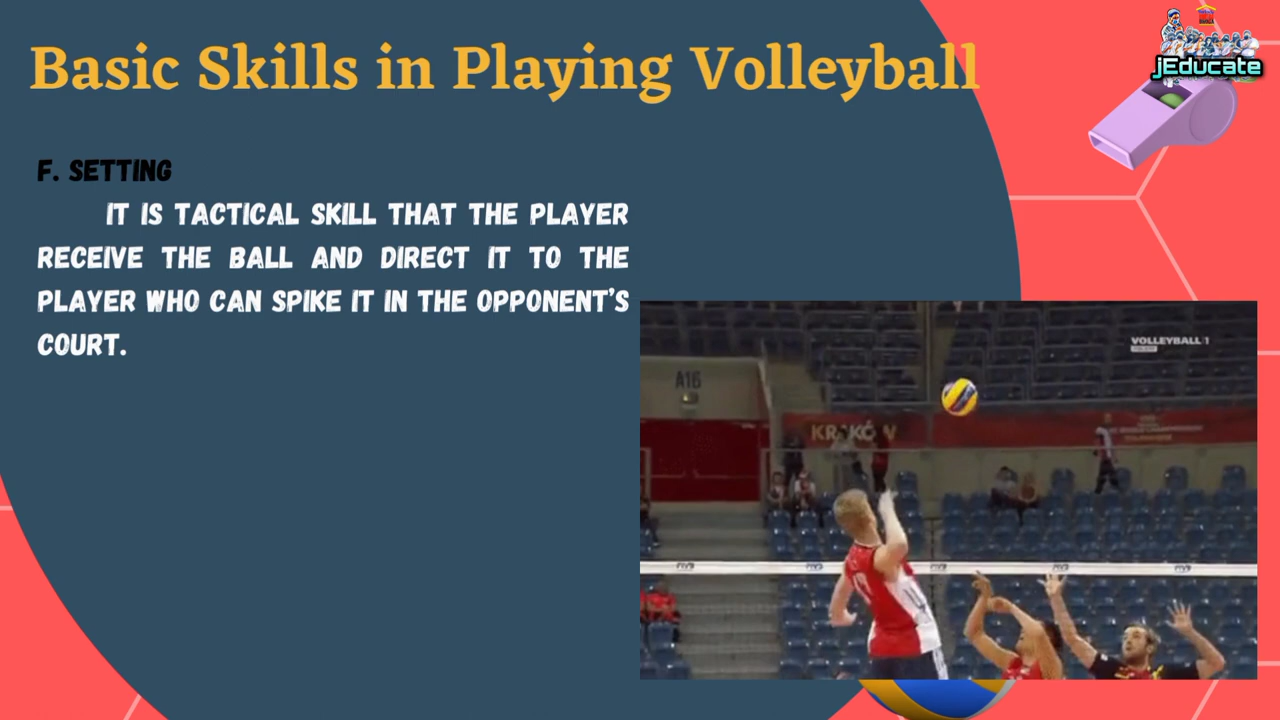 Basic Skills in Playing Volleyball
jEducate
F. SETTING
IT IS TACTICAL SKILL THAT THE PLAYER
RECEIVE THE BALL AND DIRECT IT TO THE
PLAYER WHO CAN SPIKE IT IN THE OPPONENT'S
COURT.
VOLLEYBALL 1
A16
KRAKÓW